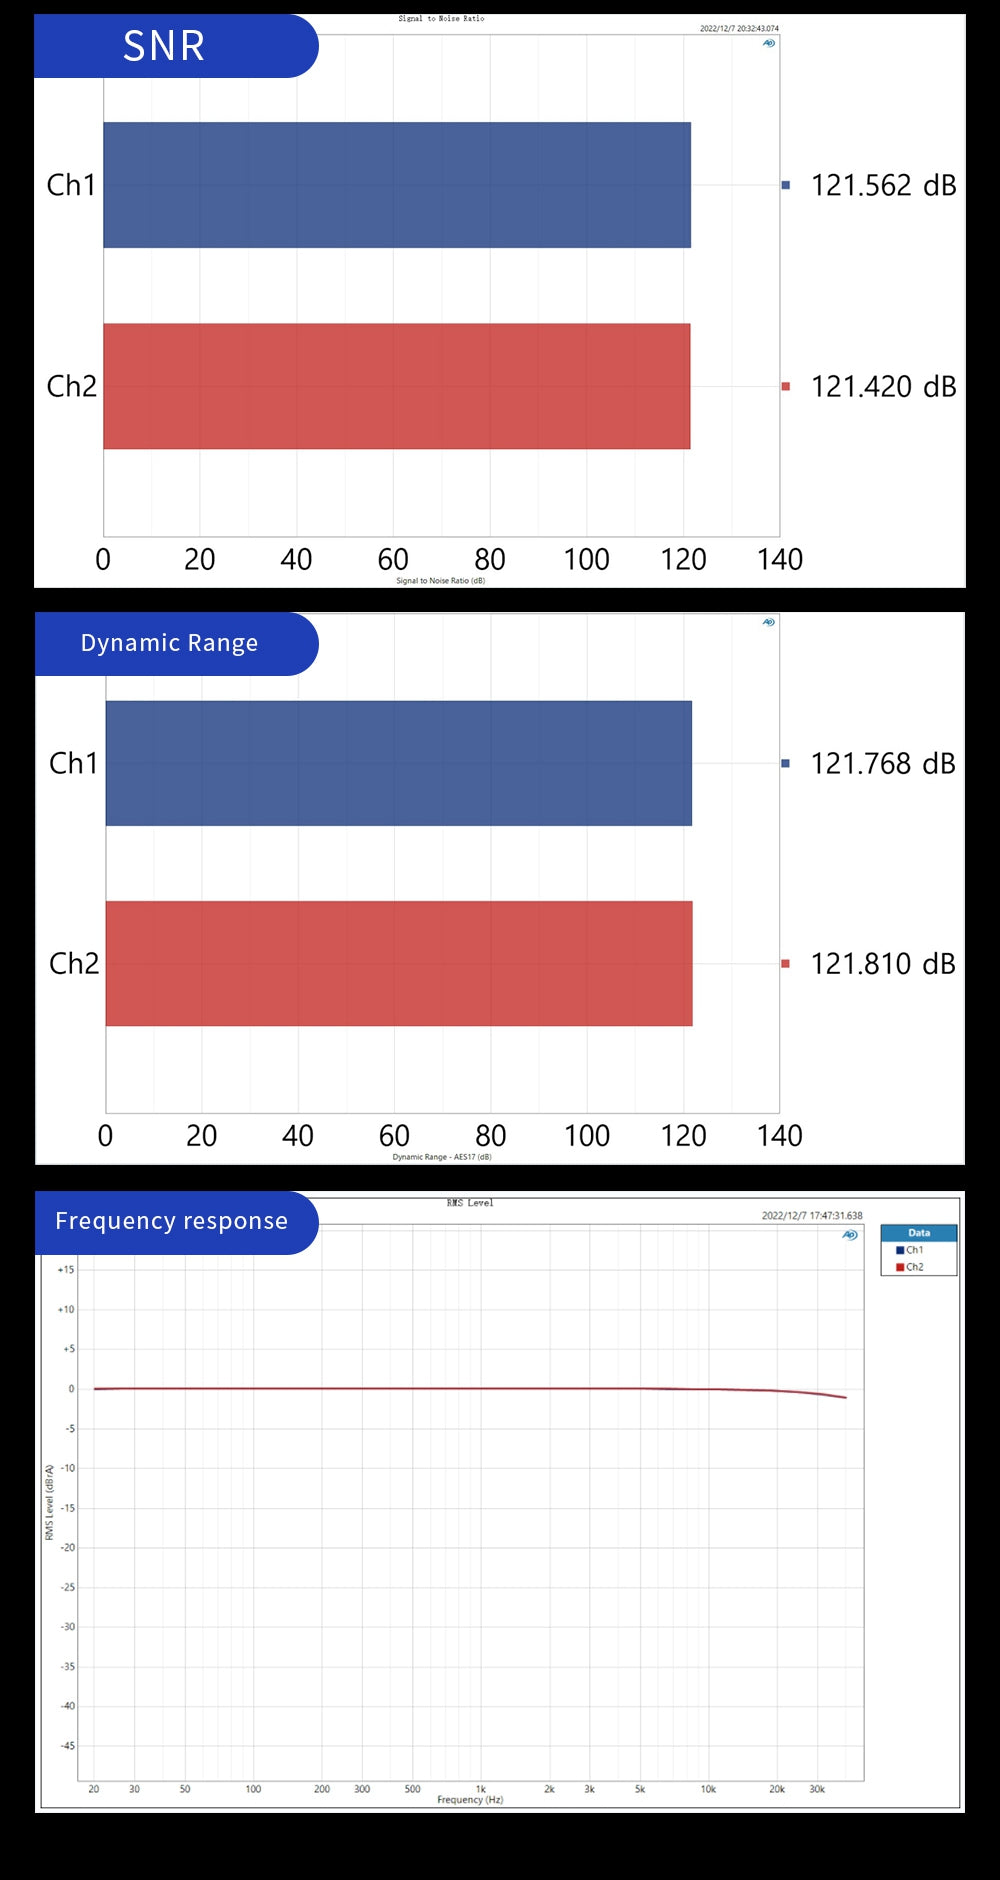 SNR
Signal to Noise Ratio
2022/12/7 20:32:43.074
AP
Ch1
121.562 dB
Ch2
121.420 dB
0 20 40 60 80 100 120 140
Signal to Noise Ratio (dB)
Dynamic Range
AP
Ch1
121.768 dB
Ch2
121.810 dB
0 20 40 60 80 100 120 140
Dynamic Range - AES17 (dB)
Frequency response
RMS Level
2022/12/7 17:47:31.638
AP
Data
Ch1
Ch2
+15
+10
+5
0
-5
-10
-15
-20
-25
-30
-35
-40
-45
RMS Level (dBrA)
20 30 50 100 200 300 500 1k 2k 3k 5k 10k 20k 30k
Frequency (Hz)